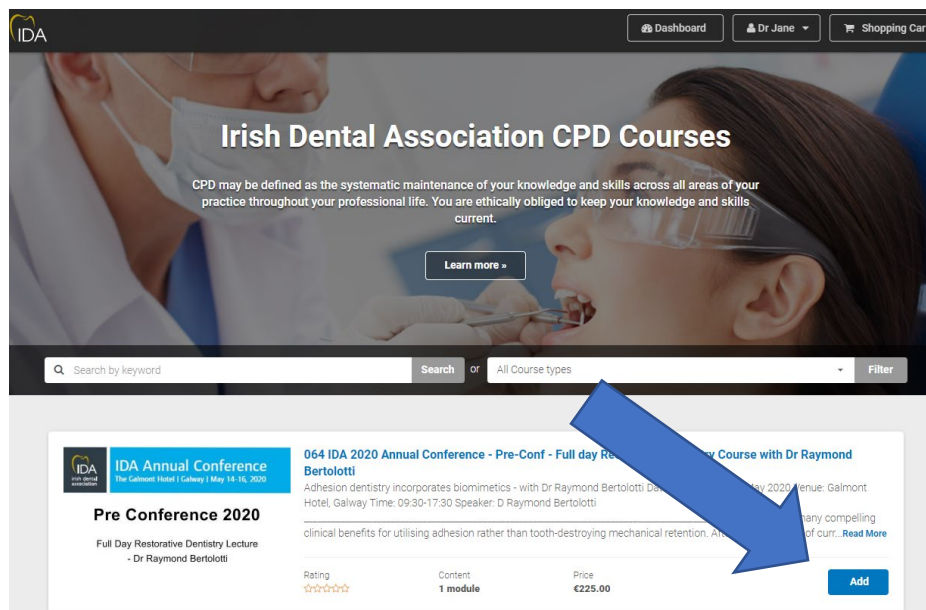 IDA
Dashboard
Dr Jane
Shopping Car
Irish Dental Association CPD Courses
CPD may be defined as the systematic maintenance of your knowledge and skills across all areas of your
practice throughout your professional life. You are ethically obliged to keep your knowledge and skills
current.
Learn more »
Search by keyword
Search
or
All Course types
Filter
IDA
irish dental
association
IDA Annual Conference
The Galmont Hotel | Galway | May 14-16, 2020
Pre Conference 2020
Full Day Restorative Dentistry Lecture
- Dr Raymond Bertolotti
064 IDA 2020 Annual Conference - Pre-Conf - Full day Re ry Course with Dr Raymond
Bertolotti
Adhesion dentistry incorporates biomimetics - with Dr Raymond Bertolotti Da ay 2020 Venue: Galmont
Hotel, Galway Time: 09:30-17:30 Speaker: D Raymond Bertolotti
many compelling
clinical benefits for utilising adhesion rather than tooth-destroying mechanical retention. of curr...Read More
Rating
Content
Price
1 module
€225.00
Add